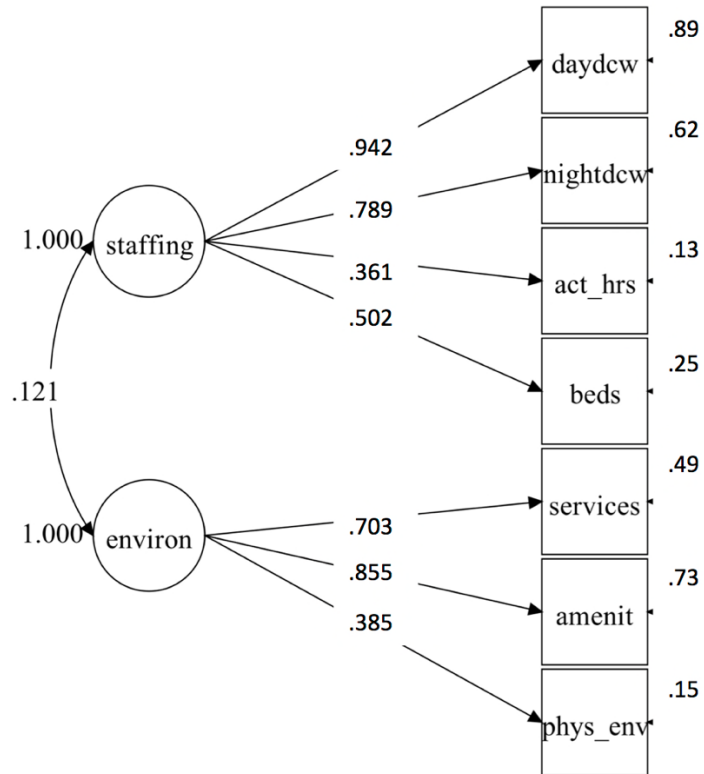 .89
daydcw
.62
.942
nightdcw
.789
.13
1.000
staffing
.361
act_hrs
.502
.25
.121
beds
.49
services
.703
1.000
environ
.855
.73
amenit
.385
.15
phys_env